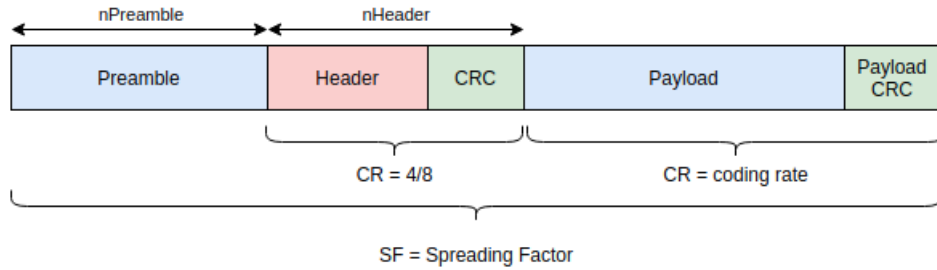 nPreamble
nHeader
Preamble
Header
CRC
Payload
Payload
CRC
CR = 4/8
CR = coding rate
SF = Spreading Factor